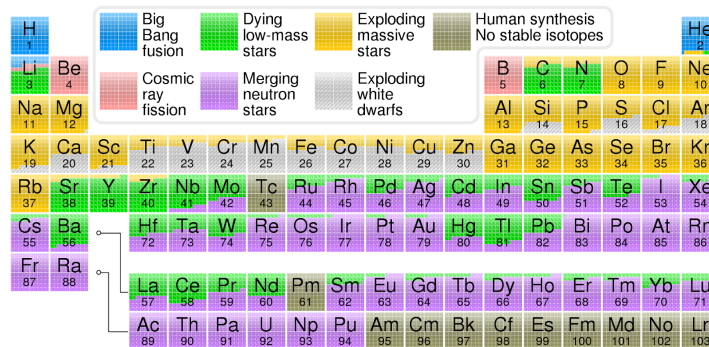 H
1
Big
Bang
fusion
Dying
low-mass
stars
Exploding
massive
stars
Human synthesis
No stable isotopes
He
2
Li
3
Be
4
Cosmic
ray
fission
Merging
neutron
stars
Exploding
white
dwarfs
B
5
C
6
N
7
O
8
F
9
Ne
10
Na
11
Mg
12
Al
13
Si
14
P
15
S
16
Cl
17
Ar
18
K
19
Ca
20
Sc
21
Ti
22
V
23
Cr
24
Mn
25
Fe
26
Co
27
Ni
28
Cu
29
Zn
30
Ga
31
Ge
32
As
33
Se
34
Br
35
Kr
36
Rb
37
Sr
38
Y
39
Zr
40
Nb
41
Mo
42
Tc
43
Ru
44
Rh
45
Pd
46
Ag
47
Cd
48
In
49
Sn
50
Sb
51
Te
52
I
53
Xe
54
Cs
55
Ba
56
Hf
72
Ta
73
W
74
Re
75
Os
76
Ir
77
Pt
78
Au
79
Hg
80
Tl
81
Pb
82
Bi
83
Po
84
At
85
Rn
86
Fr
87
Ra
88
La
57
Ce
58
Pr
59
Nd
60
Pm
61
Sm
62
Eu
63
Gd
64
Tb
65
Dy
66
Ho
67
Er
68
Tm
69
Yb
70
Lu
71
Ac
89
Th
90
Pa
91
U
92
Np
93
Pu
94
Am
95
Cm
96
Bk
97
Cf
98
Es
99
Fm
100
Md
101
No
102
Lr
103